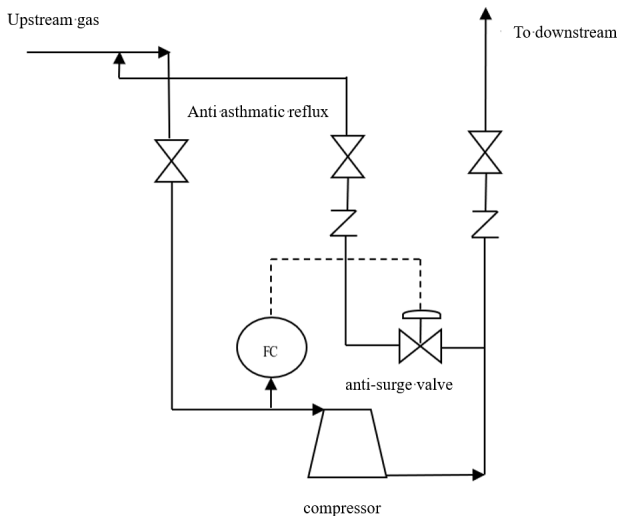 Upstream gas
To downstream
Anti asthmatic reflux
FC
anti-surge valve
compressor